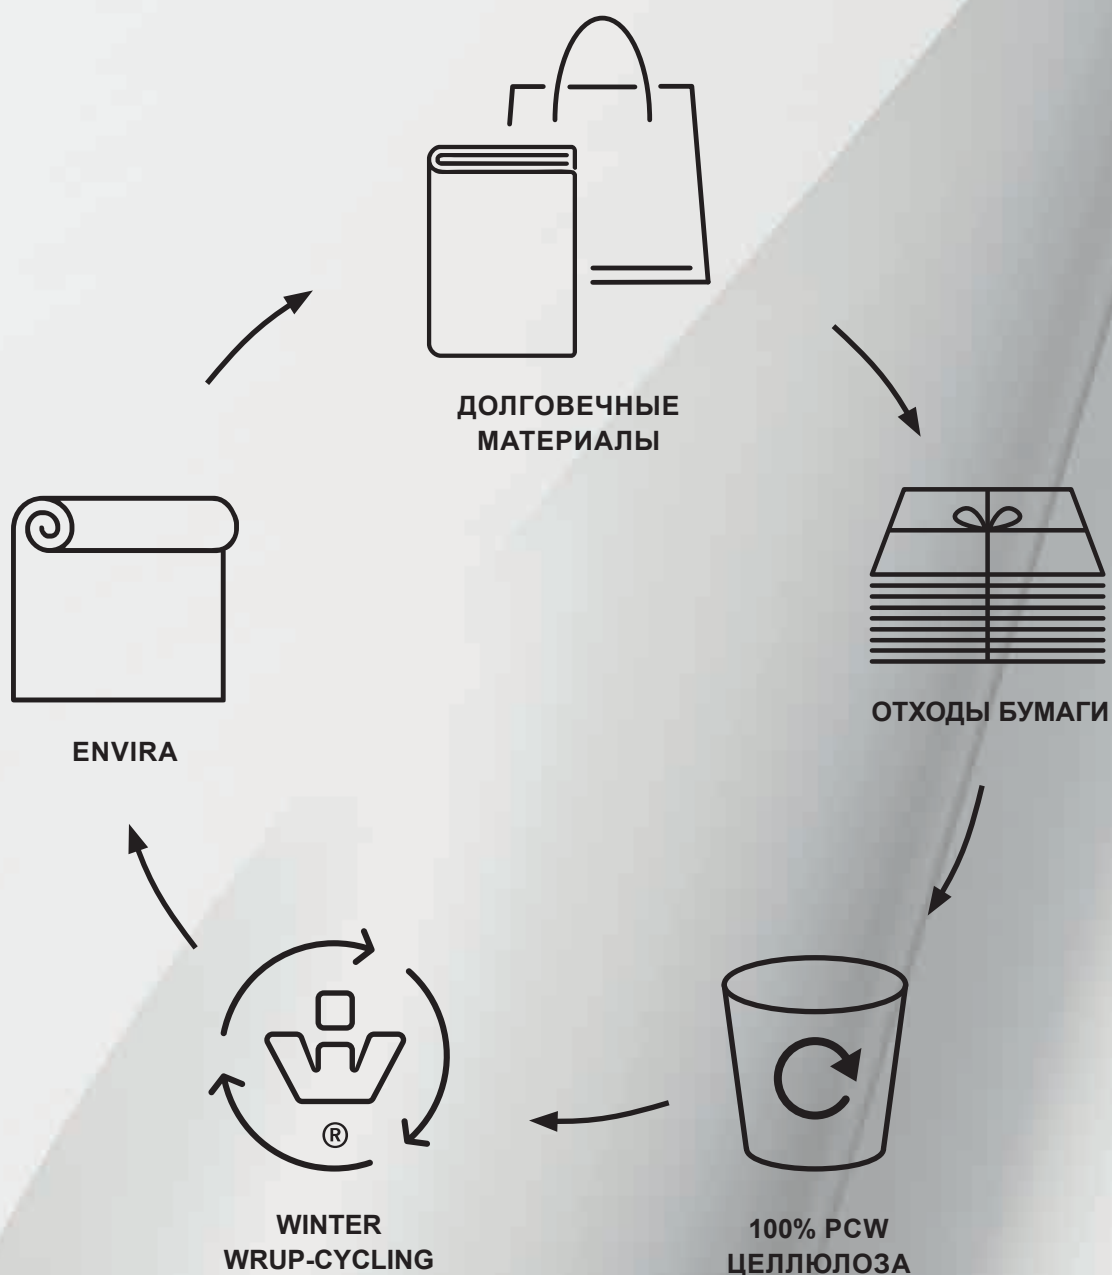 ДОЛГОВЕЧНЫЕ
МАТЕРИАЛЫ
ОТХОДЫ БУМАГИ
ENVIRA
®
WINTER
WRUP-CYCLING
100% PCW
ЦЕЛЛЮЛОЗА